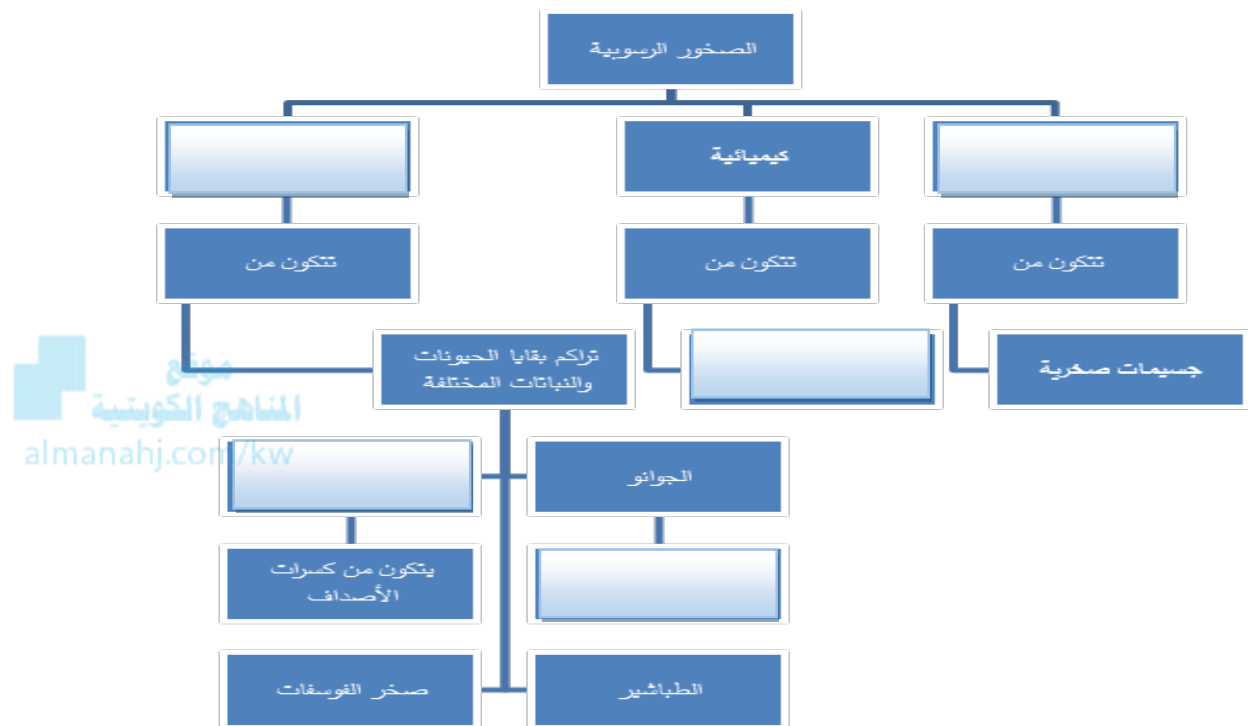 الصخور الرسوبية
كيميائية
تتكون من
تتكون من
تتكون من
جسيمات صخرية
تراكم بقايا الحيونات
والنباتات المختلفة
موقع
المناهج الكويتية
almanahj.com/kw
الجوانو
يتكون من كسرات
الأصداف
الطباشير
صخر الفوسفات